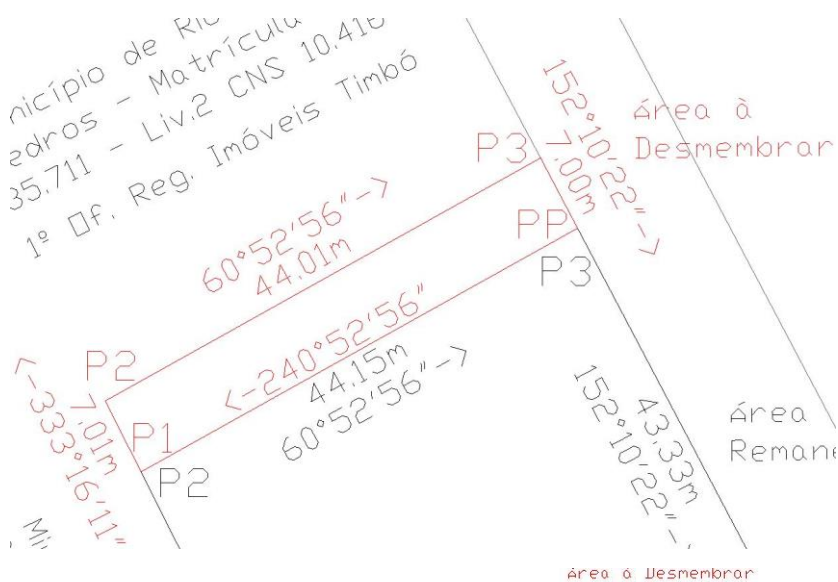 nicípio de Rio
edros - Matrícula
35.711 - Liv.2 CNS 10.416
1º Of. Reg. Imóveis Timbó
152°10'22"->
7.00m
Área à
Desmembrar
P3
60°52'56"->
44.01m
PP
P3
P2
<-240°52'56"
44.15m
60°52'56"->
<-333°16'11"
7.01m
P1
P2
43.33m
152°10'22"->
Área
Remane
Mi
Área à Desmembrar